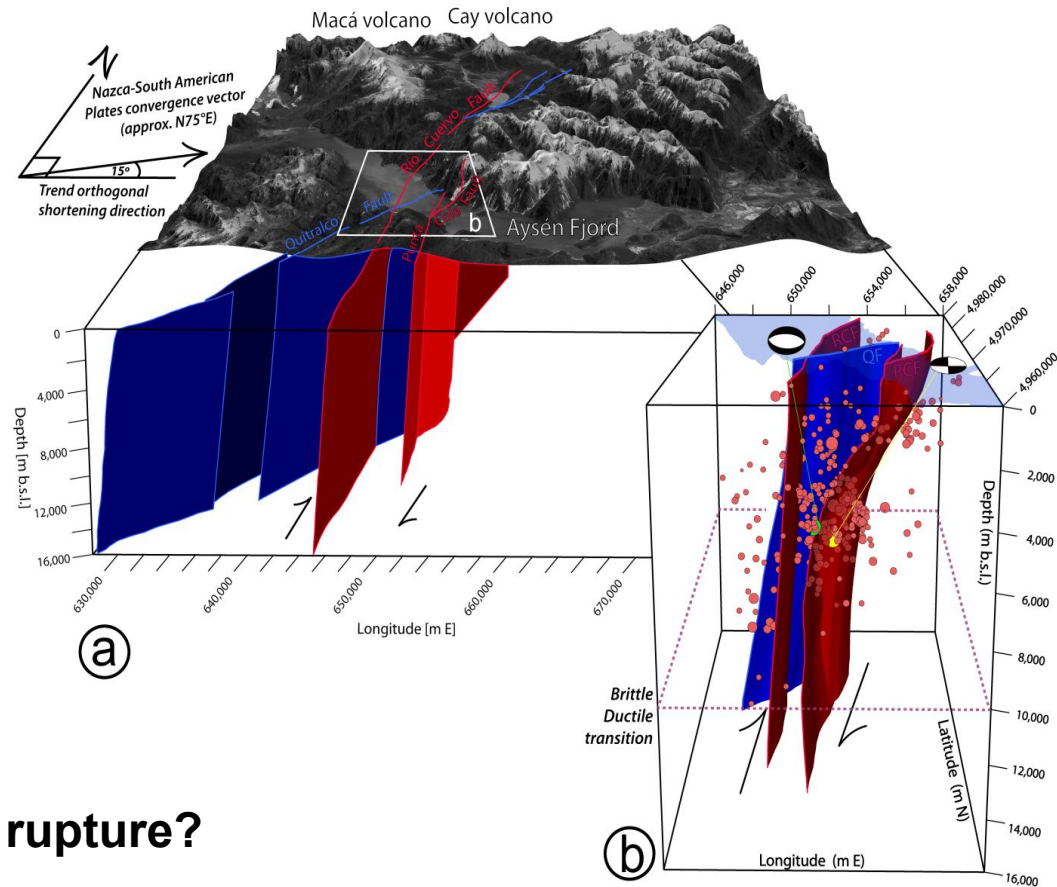 Macá volcano
Cay volcano
N
Nazca-South American
Plates convergence vector
(approx. N75°E)
15º
Trend orthogonal
shortening direction
Río Cuervo Fault
Quitralco Fault
Punta Cola Fault
b
Aysén Fjord
Depth [m b.s.l.]
0
4,000
8,000
12,000
16,000
630,000
640,000
650,000
660,000
670,000
Longitude [m E]
a
646,000
650,000
654,000
658,000
4,980,000
4,970,000
4,960,000
RCF
QF
PCF
0
2,000
4,000
6,000
8,000
10,000
12,000
14,000
16,000
Depth (m b.s.l.)
Brittle
Ductile
transition
Latitude (m N)
Longitude (m E)
b
rupture?